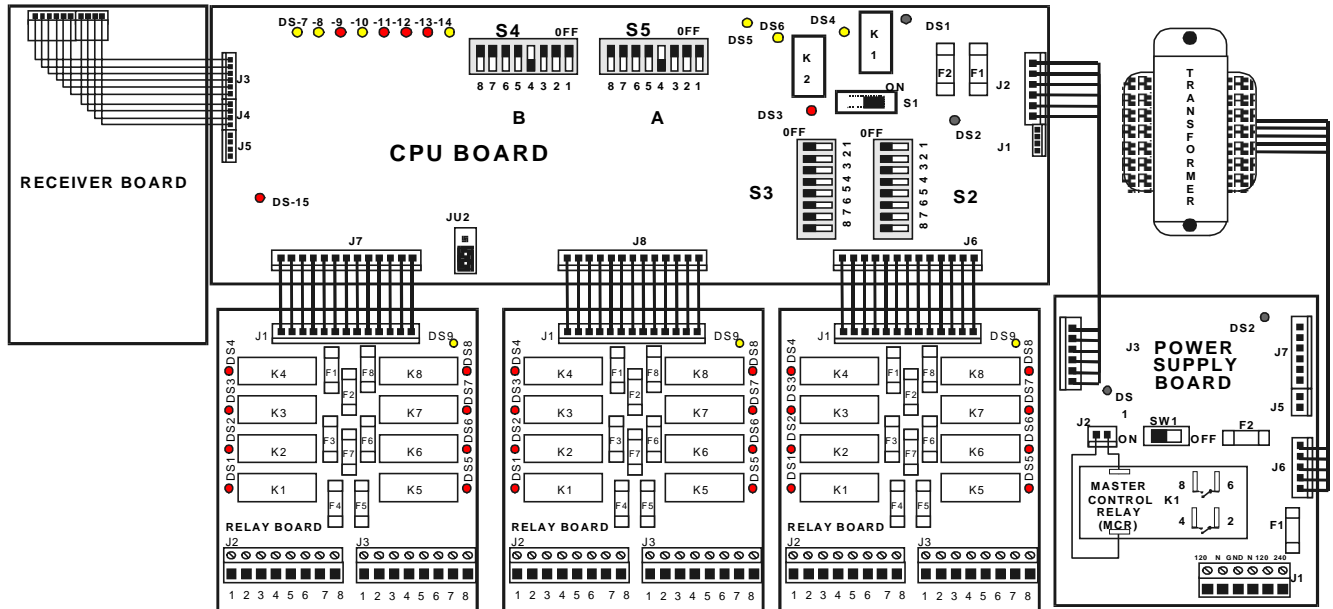 DS-7 -8 -9 -10 -11 -12 -13 -14
S4 0FF
8 7 6 5 4 3 2 1
B
S5 0FF
8 7 6 5 4 3 2 1
A
DS6
DS5
DS4
DS1
K 2
K 1
F2
F1
J2
ON
S1
DS3
DS2
J1
J3
J4
J5
RECEIVER BOARD
CPU BOARD
DS-15
JU2
0FF
8 7 6 5 4 3 2 1
S3
0FF
8 7 6 5 4 3 2 1
S2
J7
J8
J6
TRANSFORMER
J1
DS9
DS4
DS3
DS2
DS1
DS8
DS7
DS6
DS5
K4
K3
K2
K1
K8
K7
K6
K5
F1
F8
F2
F3
F6
F7
F4
F5
RELAY BOARD
J2
J3
1 2 3 4 5 6 7 8
1 2 3 4 5 6 7 8
J1
DS9
DS4
DS3
DS2
DS1
DS8
DS7
DS6
DS5
K4
K3
K2
K1
K8
K7
K6
K5
F1
F8
F2
F3
F6
F7
F4
F5
RELAY BOARD
J2
J3
1 2 3 4 5 6 7 8
1 2 3 4 5 6 7 8
J1
DS9
DS4
DS3
DS2
DS1
DS8
DS7
DS6
DS5
K4
K3
K2
K1
K8
K7
K6
K5
F1
F8
F2
F3
F6
F7
F4
F5
RELAY BOARD
J2
J3
1 2 3 4 5 6 7 8
1 2 3 4 5 6 7 8
DS2
J3
POWER
SUPPLY
BOARD
J7
J5
DS
1
J2
ON
SW1
OFF
F2
J6
MASTER
CONTROL
RELAY
(MCR)
K1
8 6
4 2
F1
120 N GND N 120 240
J1